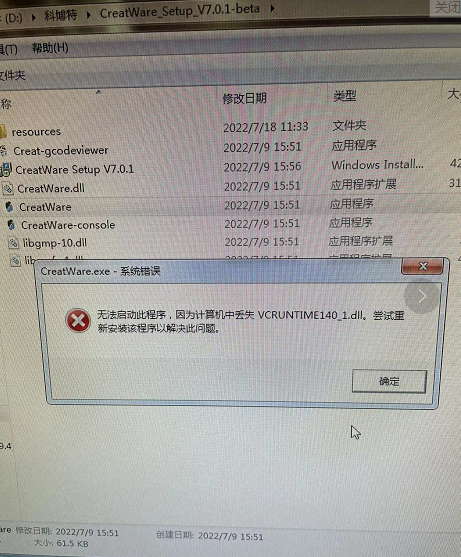 (D:) ▸ 科博特 ▸ CreatWare_Setup_V7.0.1-beta ▸
关闭
(T) 帮助(H)
文件夹
称 修改日期 类型 大
resources 2022/7/18 11:33 文件夹
Creat-gcodeviewer 2022/7/9 15:51 应用程序
CreatWare Setup V7.0.1 2022/7/9 15:56 Windows Install... 42
CreatWare.dll 2022/7/9 15:51 应用程序扩展 31
CreatWare 2022/7/9 15:51 应用程序
CreatWare-console 2022/7/9 15:51 应用程序
libgmp-10.dll 2022/7/9 15:51 应用程序扩展
CreatWare.exe - 系统错误
无法启动此程序，因为计算机中丢失 VCRUNTIME140_1.dll。尝试重
新安装该程序以解决此问题。
确定
9.4
are 修改日期: 2022/7/9 15:51 创建日期: 2022/7/9 15:51
大小: 61.5 KB